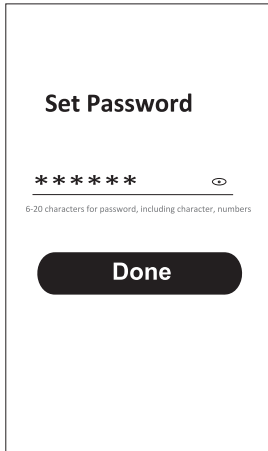 Set Password
******
6-20 characters for password, including character, numbers
Done